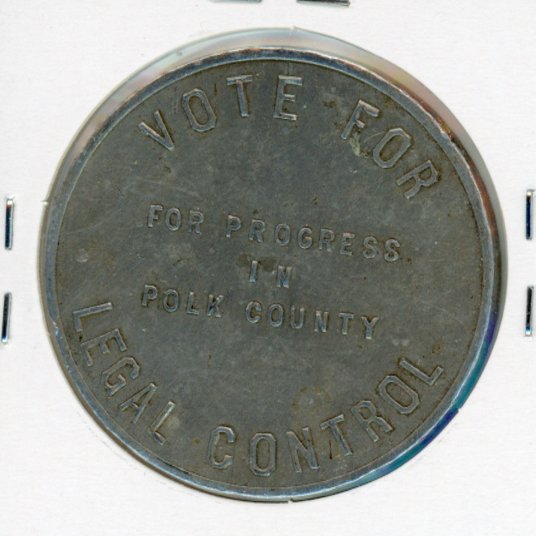 VOTE FOR
FOR PROGRESS
IN
POLK COUNTY
LEGAL CONTROL